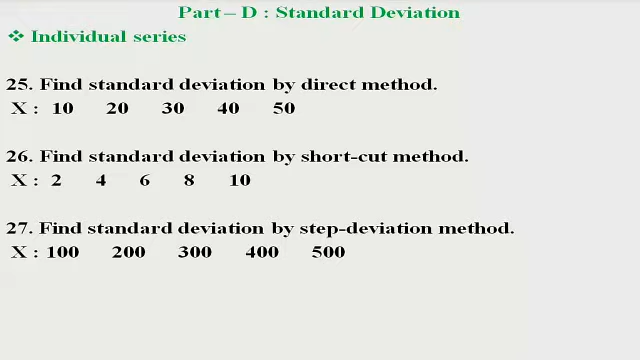 Part – D : Standard Deviation
❖ Individual series
25. Find standard deviation by direct method.
X : 10 20 30 40 50
26. Find standard deviation by short-cut method.
X : 2 4 6 8 10
27. Find standard deviation by step-deviation method.
X : 100 200 300 400 500